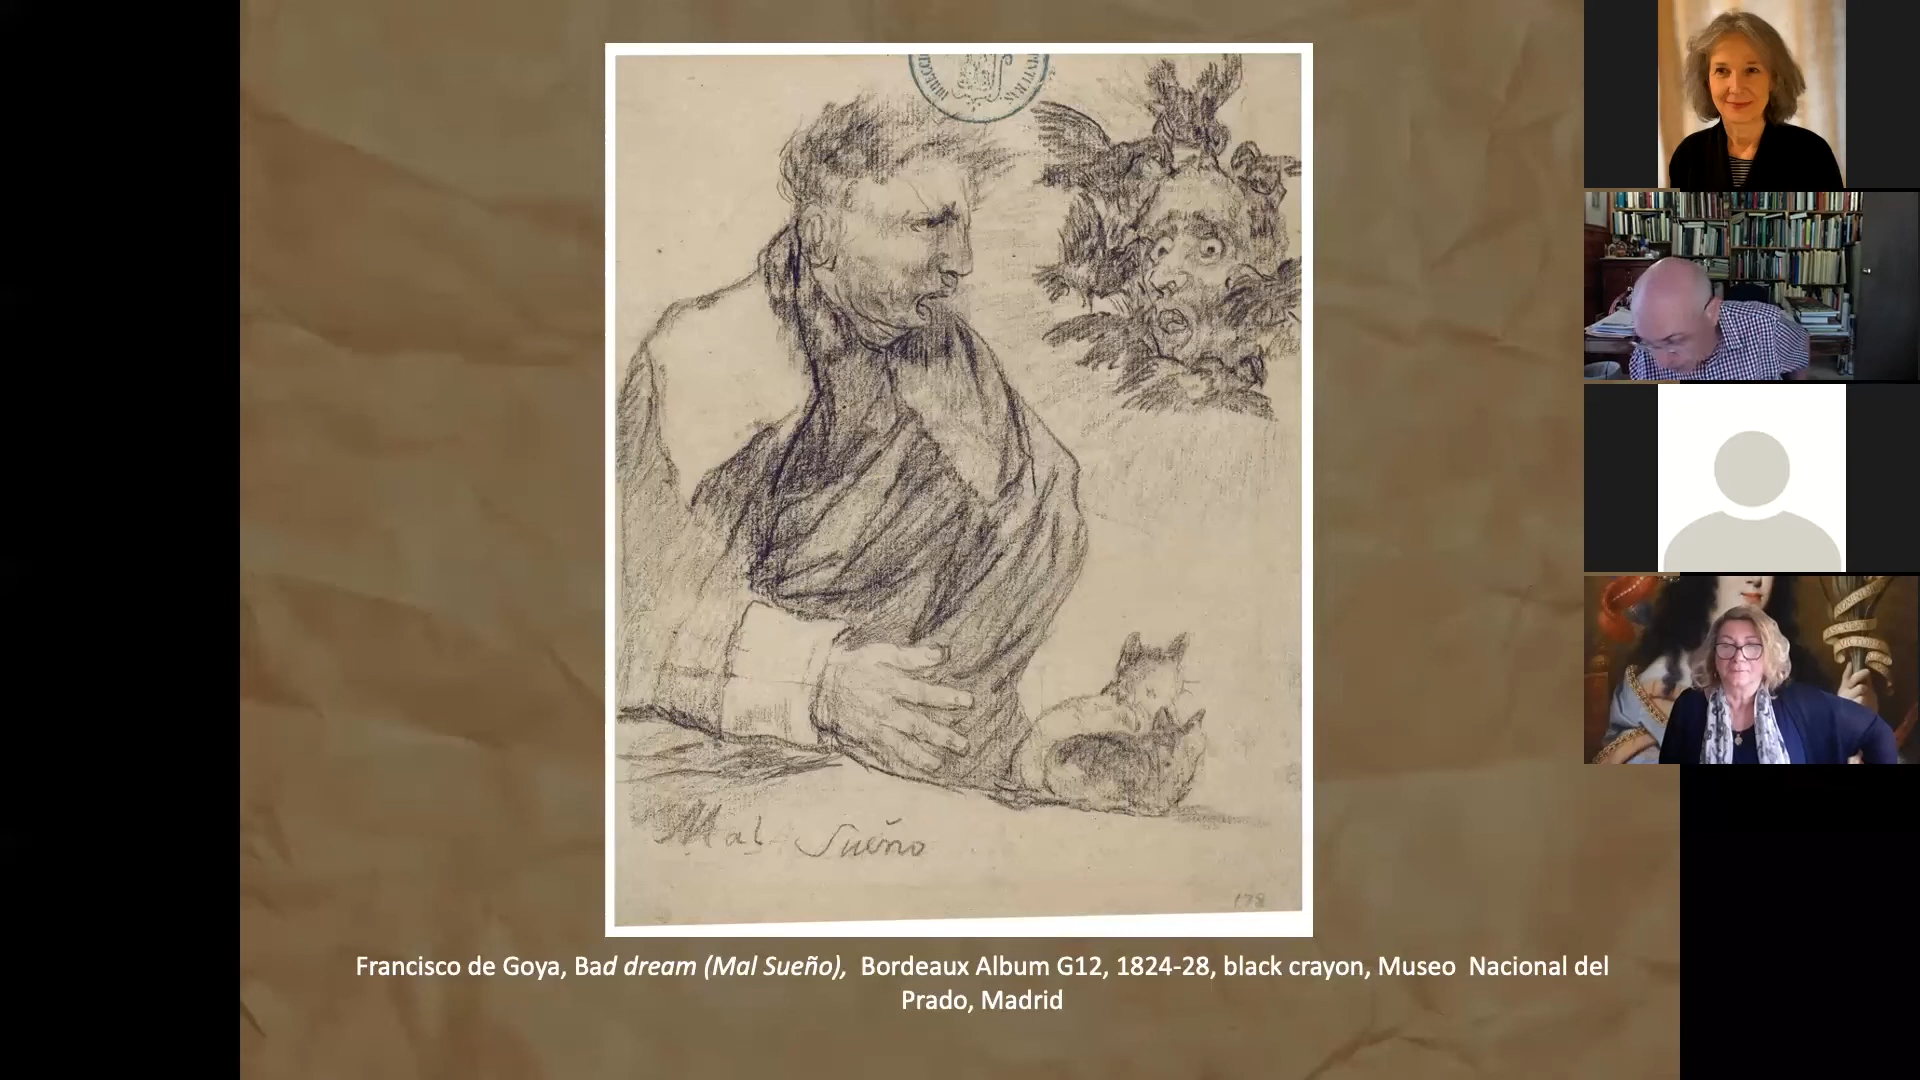 Mal Sueño
178
Francisco de Goya, Bad dream (Mal Sueño),  Bordeaux Album G12, 1824-28, black crayon, Museo  Nacional del
Prado, Madrid